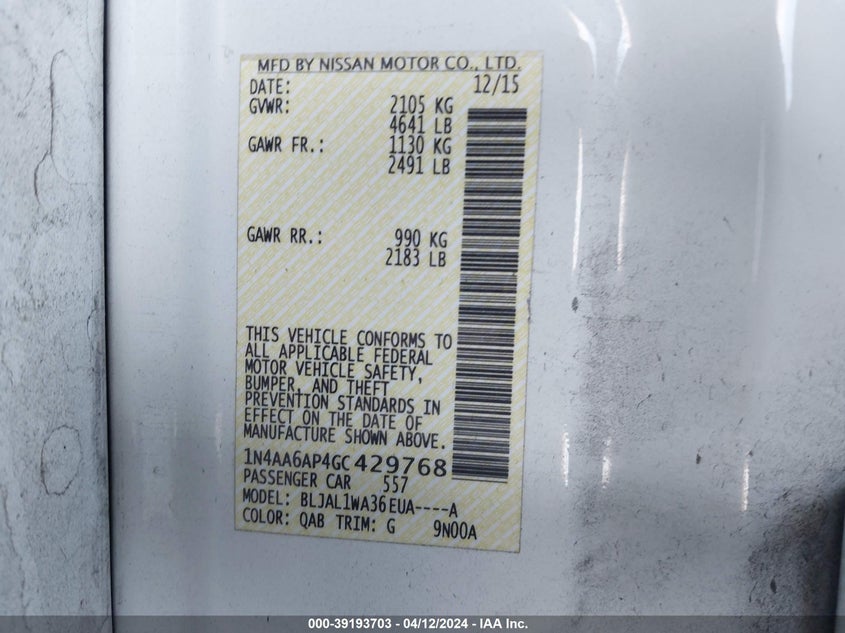 MFD BY NISSAN MOTOR CO., LTD.
DATE: 12/15
GVWR: 2105 KG
4641 LB
GAWR FR.: 1130 KG
2491 LB
GAWR RR.: 990 KG
2183 LB
THIS VEHICLE CONFORMS TO
ALL APPLICABLE FEDERAL
MOTOR VEHICLE SAFETY,
BUMPER, AND THEFT
PREVENTION STANDARDS IN
EFFECT ON THE DATE OF
MANUFACTURE SHOWN ABOVE.
1N4AA6AP4GC429768
PASSENGER CAR 557
MODEL: BLJAL1WA36EUA----A
COLOR: QAB TRIM: G 9N00A
000-39193703 - 04/12/2024 - IAA Inc.